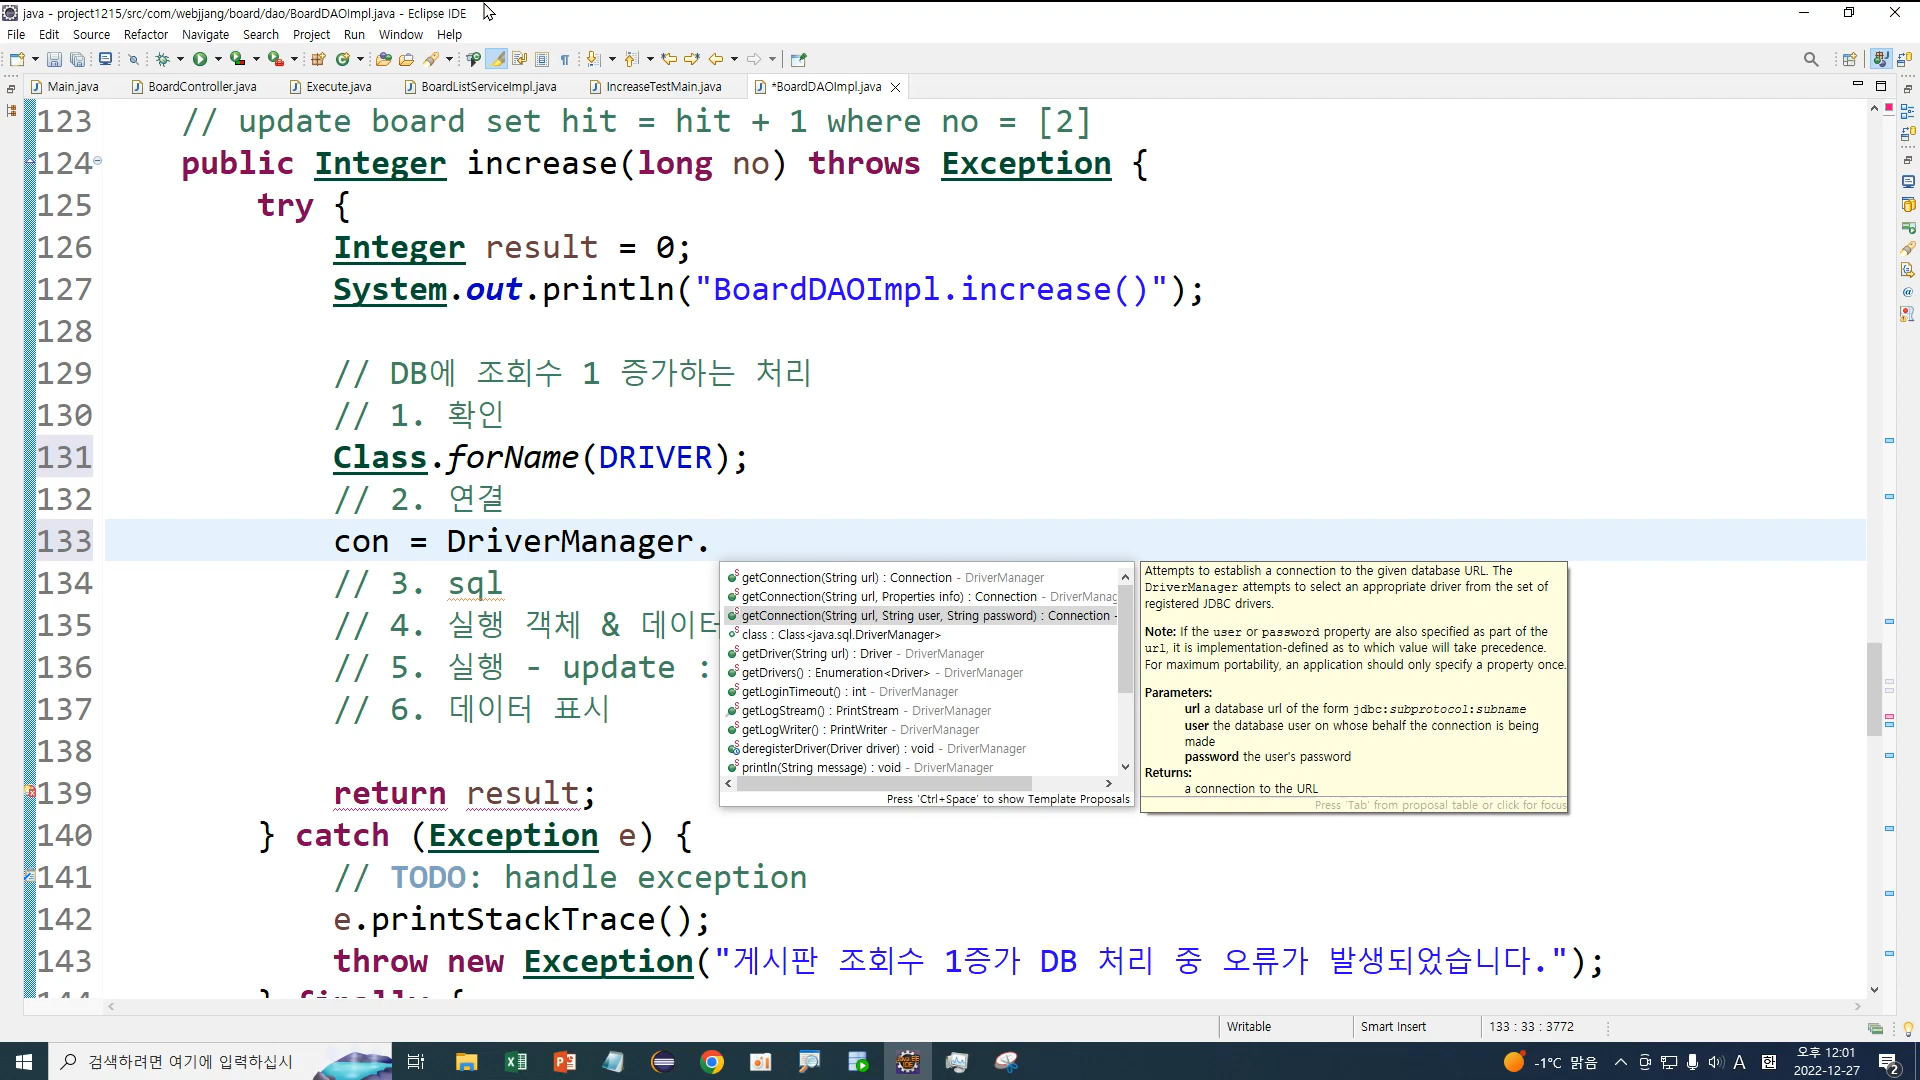 java - project1215/src/com/webjjang/board/dao/BoardDAOImpl.java - Eclipse IDE
File Edit Source Refactor Navigate Search Project Run Window Help
Main.java BoardController.java Execute.java BoardListServiceImpl.java IncreaseTestMain.java *BoardDAOImpl.java
123 // update board set hit = hit + 1 where no = [2]
124 public Integer increase(long no) throws Exception {
125 try {
126 Integer result = 0;
127 System.out.println("BoardDAOImpl.increase()");
128
129 // DB에 조회수 1 증가하는 처리
130 // 1. 확인
131 Class.forName(DRIVER);
132 // 2. 연결
133 con = DriverManager.
134 // 3. sql
135 // 4. 실행 객체 & 데이터
136 // 5. 실행 - update :
137 // 6. 데이터 표시
138
139 return result;
140 } catch (Exception e) {
141 // TODO: handle exception
142 e.printStackTrace();
143 throw new Exception("게시판 조회수 1증가 DB 처리 중 오류가 발생되었습니다.");
144 } finally {
getConnection(String url) : Connection - DriverManager
getConnection(String url, Properties info) : Connection - DriverManag
getConnection(String url, String user, String password) : Connection -
class : Class<java.sql.DriverManager>
getDriver(String url) : Driver - DriverManager
getDrivers() : Enumeration<Driver> - DriverManager
getLoginTimeout() : int - DriverManager
getLogStream() : PrintStream - DriverManager
getLogWriter() : PrintWriter - DriverManager
deregisterDriver(Driver driver) : void - DriverManager
println(String message) : void - DriverManager
Press 'Ctrl+Space' to show Template Proposals
Attempts to establish a connection to the given database URL. The
DriverManager attempts to select an appropriate driver from the set of
registered JDBC drivers.
Note: If the user or password property are also specified as part of the
url, it is implementation-defined as to which value will take precedence.
For maximum portability, an application should only specify a property once.
Parameters:
url a database url of the form jdbc:subprotocol:subname
user the database user on whose behalf the connection is being
made
password the user's password
Returns:
a connection to the URL
Press 'Tab' from proposal table or click for focus
Writable Smart Insert 133 : 33 : 3772
검색하려면 여기에 입력하십시
-1°C 맑음 A 한 오후 12:01
2022-12-27 2